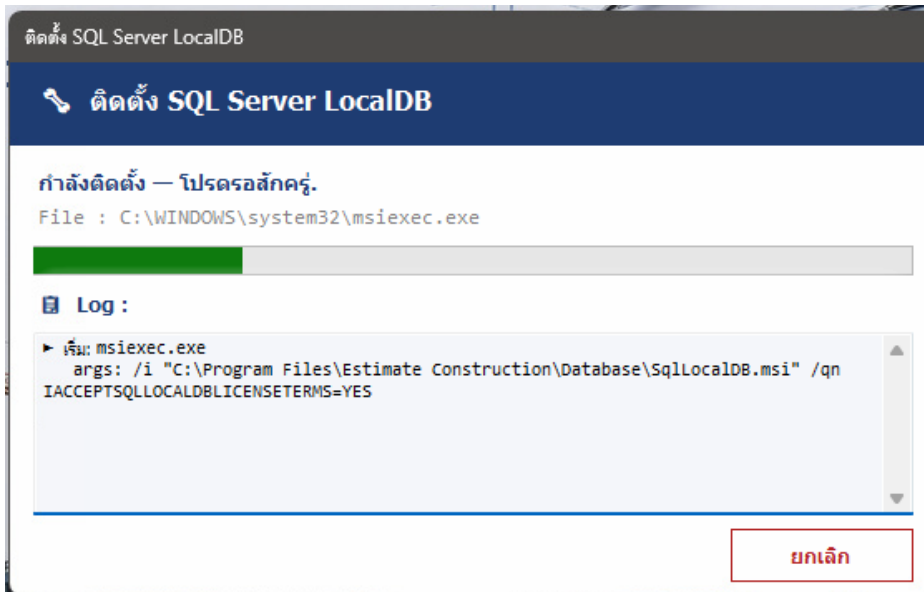 ติดตั้ง SQL Server LocalDB
ติดตั้ง SQL Server LocalDB
กำลังติดตั้ง — โปรดรอสักครู่.
File : C:\WINDOWS\system32\msiexec.exe
Log :
► เริ่ม: msiexec.exe
args: /i "C:\Program Files\Estimate Construction\Database\SqlLocalDB.msi" /qn
IACCEPTSQLLOCALDBLICENSETERMS=YES
ยกเลิก